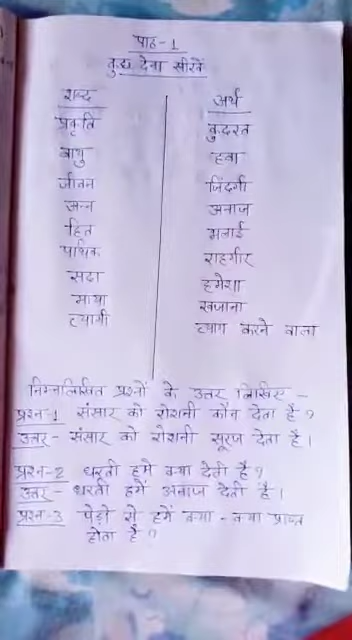 पाठ-1
कुछ देना सीखें
शब्द अर्थ
प्रकृति कुदरत
वायु हवा
जीवन जिंदगी
अन्न अनाज
हित भलाई
पथिक राहगीर
सदा हमेशा
माया खजाना
त्यागी त्याग करने वाला
निम्नलिखित प्रश्नों के उत्तर लिखिए -
प्रश्न-1 संसार को रोशनी कौन देता है ?
उत्तर - संसार को रोशनी सूरज देता है।
प्रश्न-2 धरती हमे क्या देती है ?
उत्तर - धरती हमें अनाज देती है।
प्रश्न-3 पेड़ो से हमें क्या - क्या प्राप्त
होता है ?